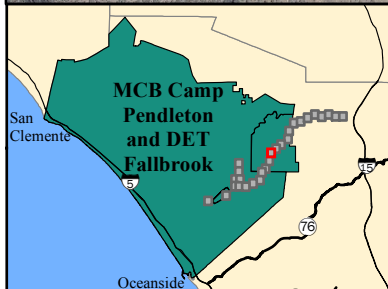 MCB Camp
Pendleton
and DET
Fallbrook
San
Clemente
5
15
76
Oceanside